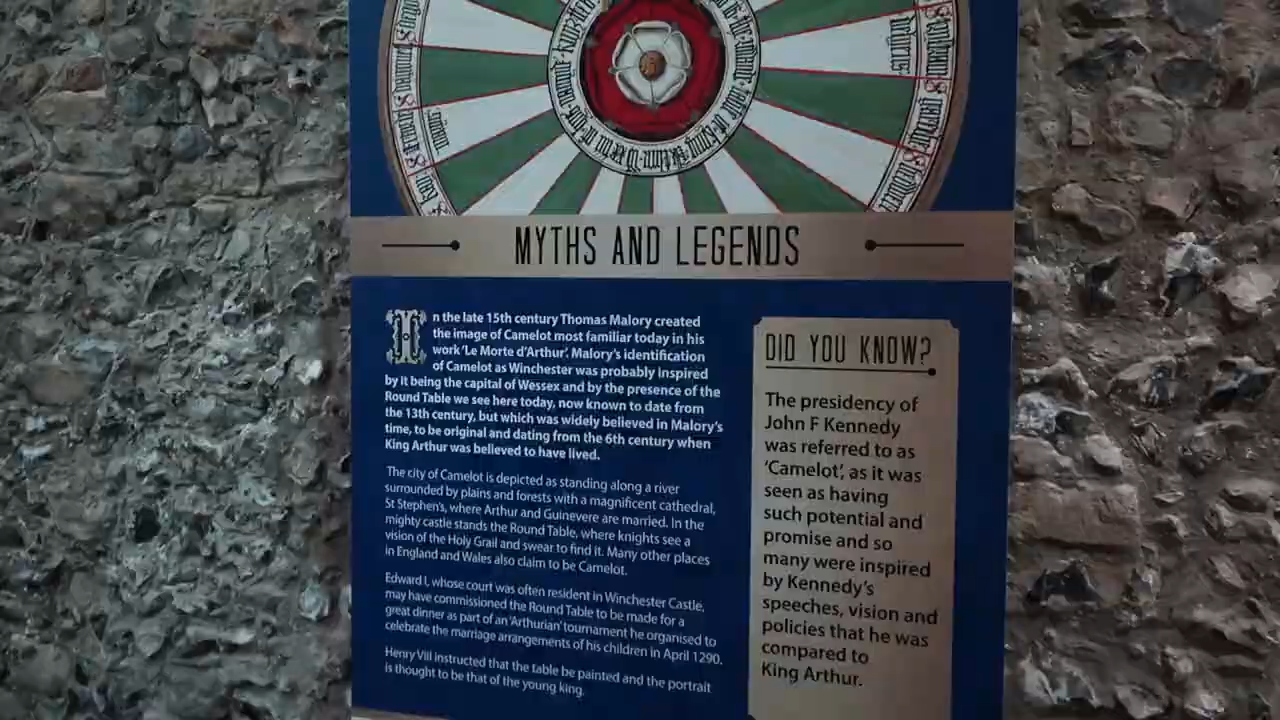 MYTHS AND LEGENDS
In the late 15th century Thomas Malory created
the image of Camelot most familiar today in his
work 'Le Morte d'Arthur'. Malory's identification
of Camelot as Winchester was probably inspired
by it being the capital of Wessex and by the presence of the
Round Table we see here today, now known to date from
the 13th century, but which was widely believed in Malory's
time, to be original and dating from the 6th century when
King Arthur was believed to have lived.
The city of Camelot is depicted as standing along a river
surrounded by plains and forests with a magnificent cathedral,
St Stephen's, where Arthur and Guinevere are married. In the
mighty castle stands the Round Table, where knights see a
vision of the Holy Grail and swear to find it. Many other places
in England and Wales also claim to be Camelot.
Edward I, whose court was often resident in Winchester Castle,
may have commissioned the Round Table to be made for a
great dinner as part of an 'Arthurian' tournament he organised to
celebrate the marriage arrangements of his children in April 1290.
Henry VIII instructed that the table be painted and the portrait
is thought to be that of the young king.
DID YOU KNOW?
The presidency of
John F Kennedy
was referred to as
'Camelot', as it was
seen as having
such potential and
promise and so
many were inspired
by Kennedy's
speeches, vision and
policies that he was
compared to
King Arthur.